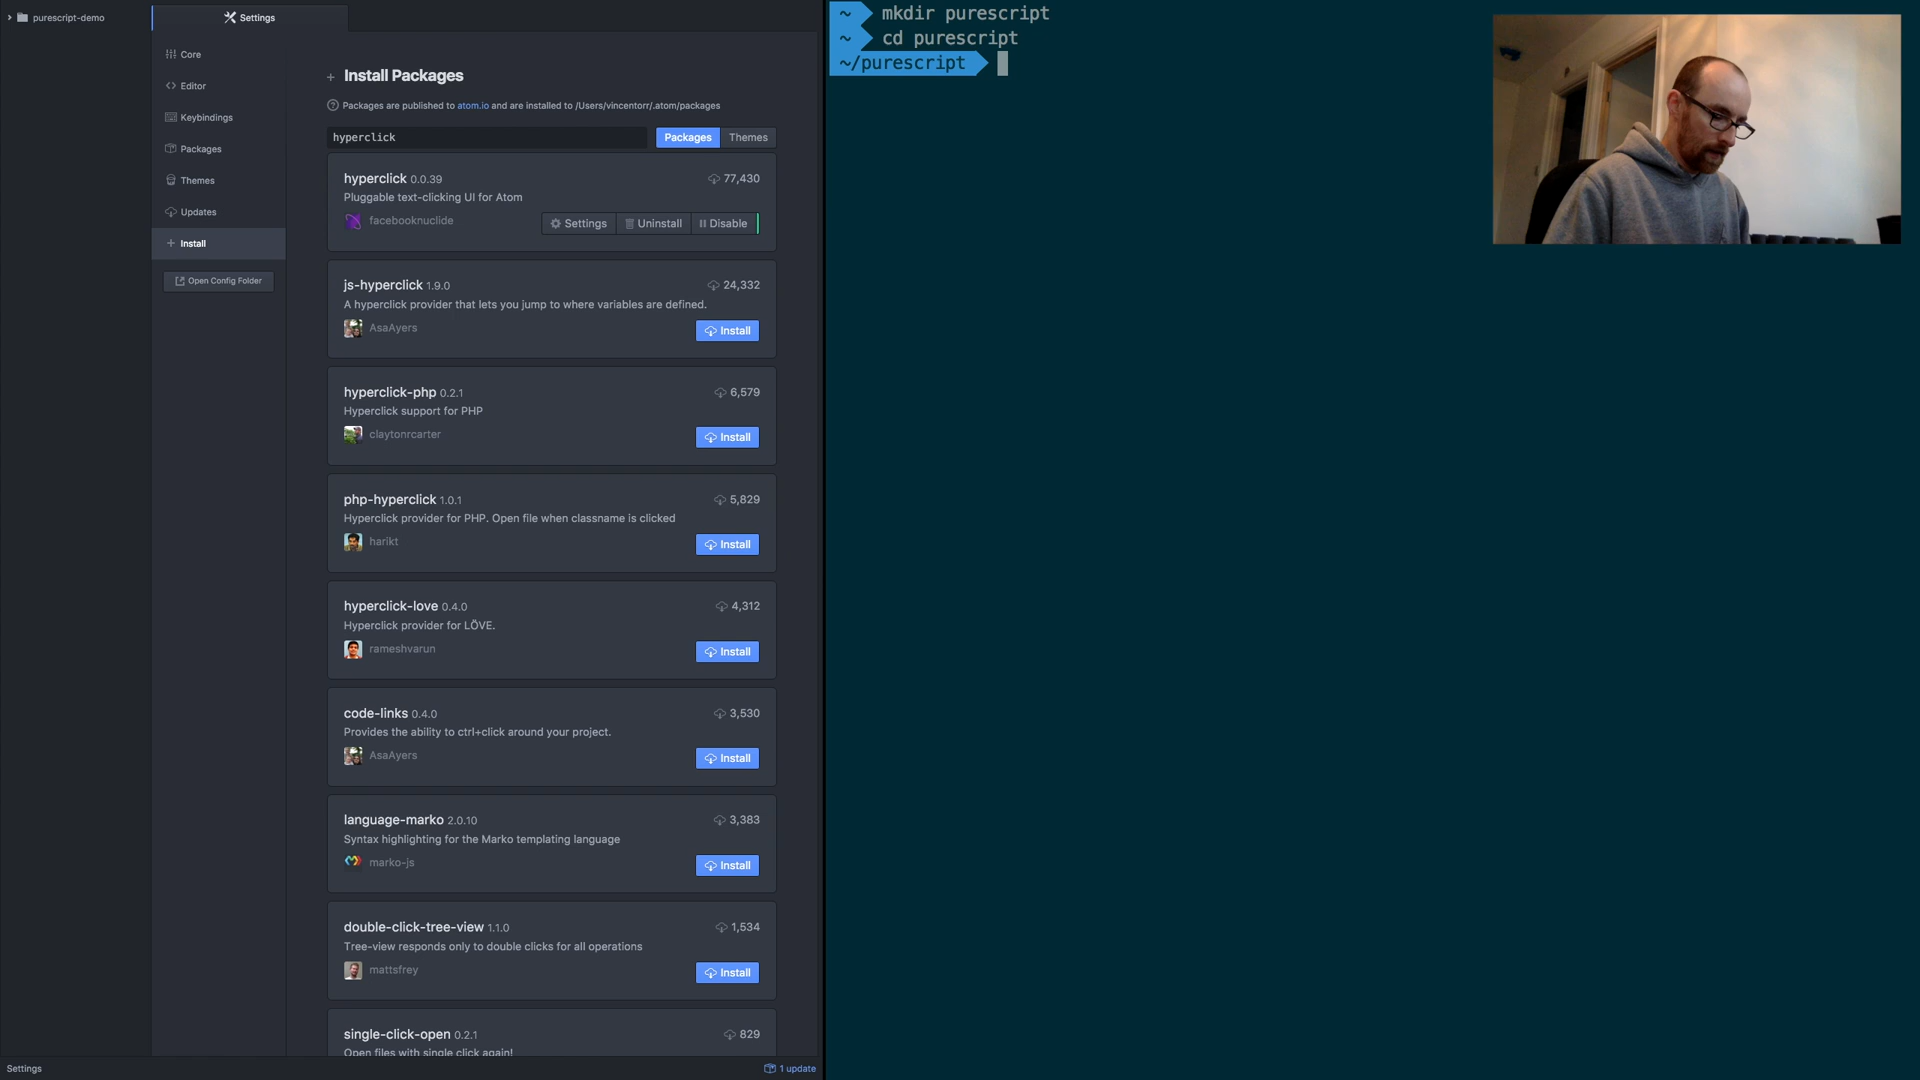 purescript-demo
Settings
Core
Editor
Keybindings
Packages
Themes
Updates
Install
Open Config Folder
Install Packages
Packages are published to atom.io and are installed to /Users/vincentorr/.atom/packages
hyperclick
Packages
Themes
hyperclick 0.0.39
77,430
Pluggable text-clicking UI for Atom
facebooknuclide
Settings
Uninstall
Disable
js-hyperclick 1.9.0
24,332
A hyperclick provider that lets you jump to where variables are defined.
AsaAyers
Install
hyperclick-php 0.2.1
6,579
Hyperclick support for PHP
claytonrcarter
Install
php-hyperclick 1.0.1
5,829
Hyperclick provider for PHP. Open file when classname is clicked
harikt
Install
hyperclick-love 0.4.0
4,312
Hyperclick provider for LÖVE.
rameshvarun
Install
code-links 0.4.0
3,530
Provides the ability to ctrl+click around your project.
AsaAyers
Install
language-marko 2.0.10
3,383
Syntax highlighting for the Marko templating language
marko-js
Install
double-click-tree-view 1.1.0
1,534
Tree-view responds only to double clicks for all operations
mattsfrey
Install
single-click-open 0.2.1
829
Open files with single click again!
Settings
1 update
~ mkdir purescript
~ cd purescript
~/purescript